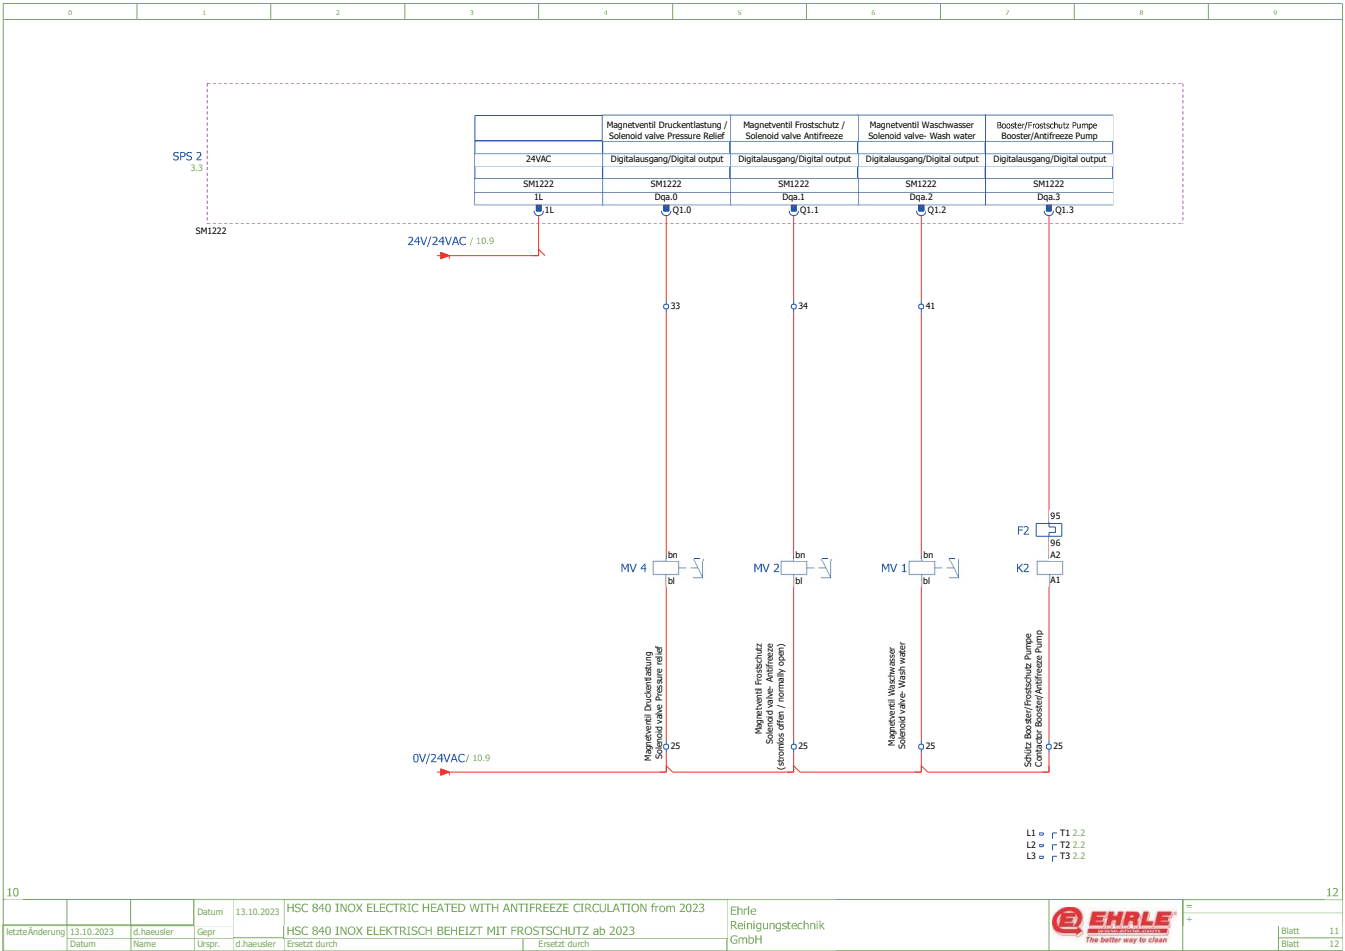 0 1 2 3 4 5 6 7 8 9
SPS 2
3.3
SM1222
Magnetventil Druckentlastung /
Solenoid valve Pressure Relief
Magnetventil Frostschutz /
Solenoid valve Antifreeze
Magnetventil Waschwasser
Solenoid valve- Wash water
Booster/Frostschutz Pumpe
Booster/Antifreeze Pump
24VAC Digitalausgang/Digital output Digitalausgang/Digital output Digitalausgang/Digital output Digitalausgang/Digital output
SM1222 SM1222 SM1222 SM1222 SM1222
1L Dqa.0 Dqa.1 Dqa.2 Dqa.3
1L Q1.0 Q1.1 Q1.2 Q1.3
24V/24VAC / 10.9
33 34 41
95
F2
96
bn bn bn A2
MV 4 MV 2 MV 1 K2
bl bl bl A1
Magnetventil Druckentlastung
Solenoid valve Pressure relief
Magnetventil Frostschutz
Solenoid valve- Antifreeze
(stromlos offen / normally open)
Magnetventil Waschwasser
Solenoid valve- Wash water
Schütz Booster/Frostschutz Pumpe
Contactor Booster/Antifreeze Pump
25 25 25 25
0V/24VAC/ 10.9
L1 T1 2.2
L2 T2 2.2
L3 T3 2.2
10 12
Datum 13.10.2023
letzteÄnderung 13.10.2023 d.haeusler Gepr
Datum Name Urspr. d.haeusler Ersetzt durch Ersetzt durch
HSC 840 INOX ELECTRIC HEATED WITH ANTIFREEZE CIRCULATION from 2023
HSC 840 INOX ELEKTRISCH BEHEIZT MIT FROSTSCHUTZ ab 2023
Ehrle
Reinigungstechnik
GmbH
EHRLE
www.ehrle.com
The better way to clean
=
+
Blatt 11
Blatt 12